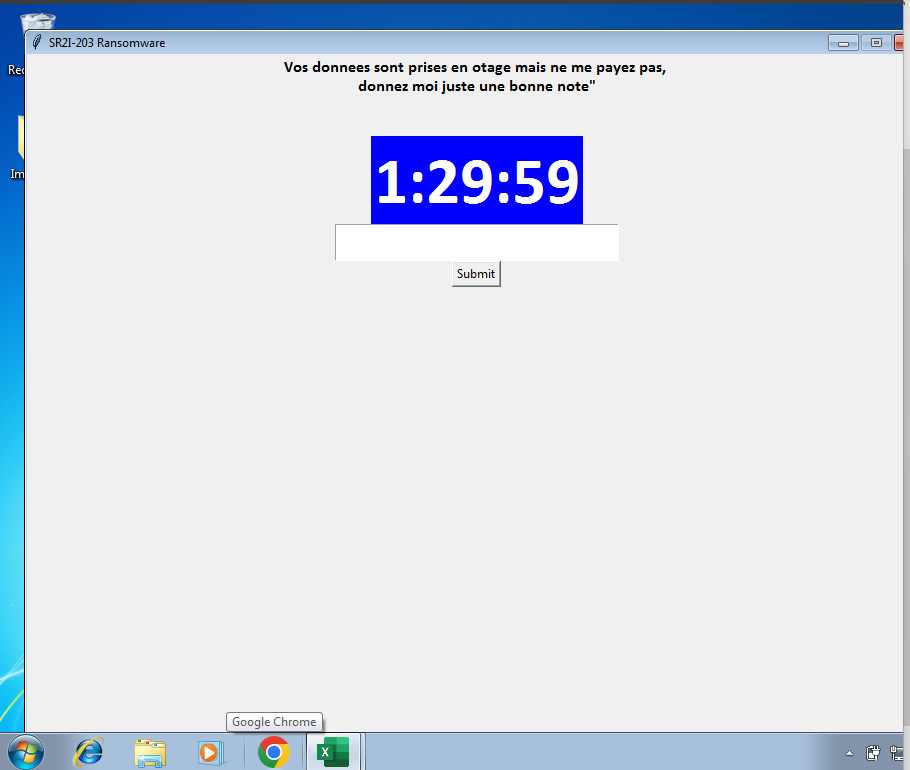 SR2I-203 Ransomware
Rec
Vos donnees sont prises en otage mais ne me payez pas,
donnez moi juste une bonne note"
1:29:59
Im
Submit
Google Chrome